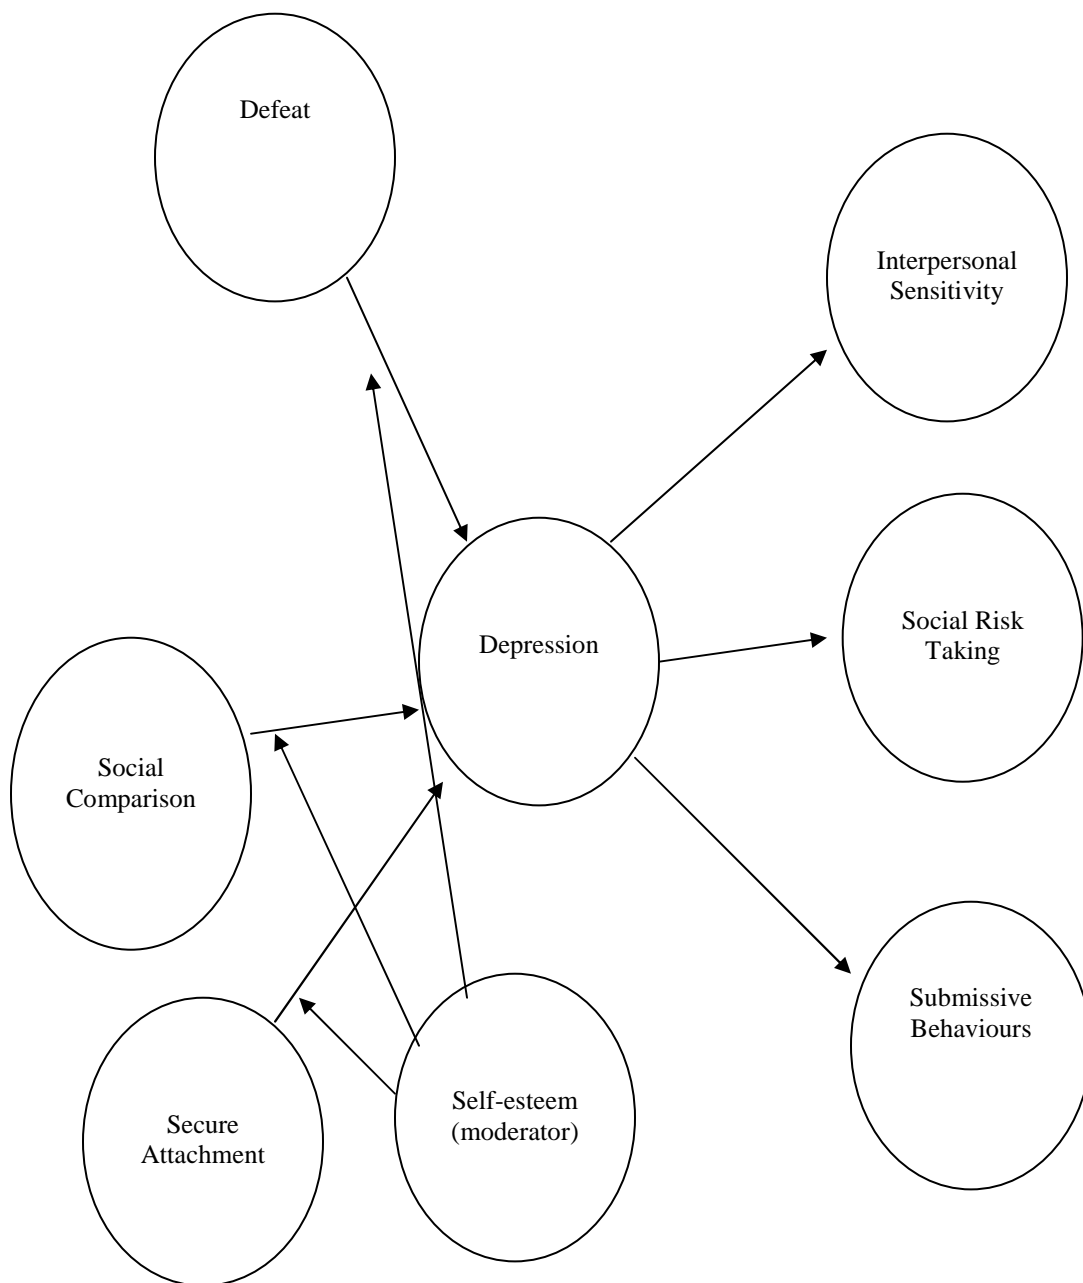 Defeat
Interpersonal
Sensitivity
Social Risk
Taking
Depression
Social
Comparison
Submissive
Behaviours
Self-esteem
(moderator)
Secure
Attachment